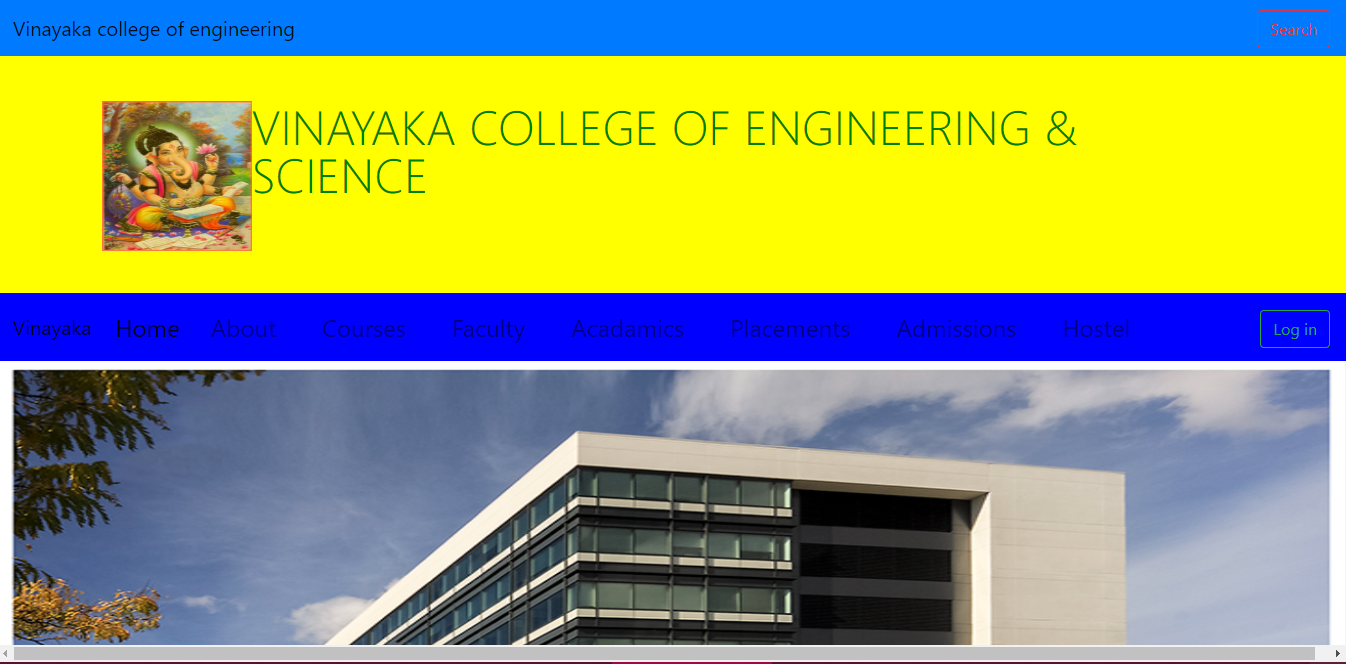 Vinayaka college of engineering
Search
VINAYAKA COLLEGE OF ENGINEERING &
SCIENCE
Vinayaka Home About Courses Faculty Acadamics Placements Admissions Hostel Log in